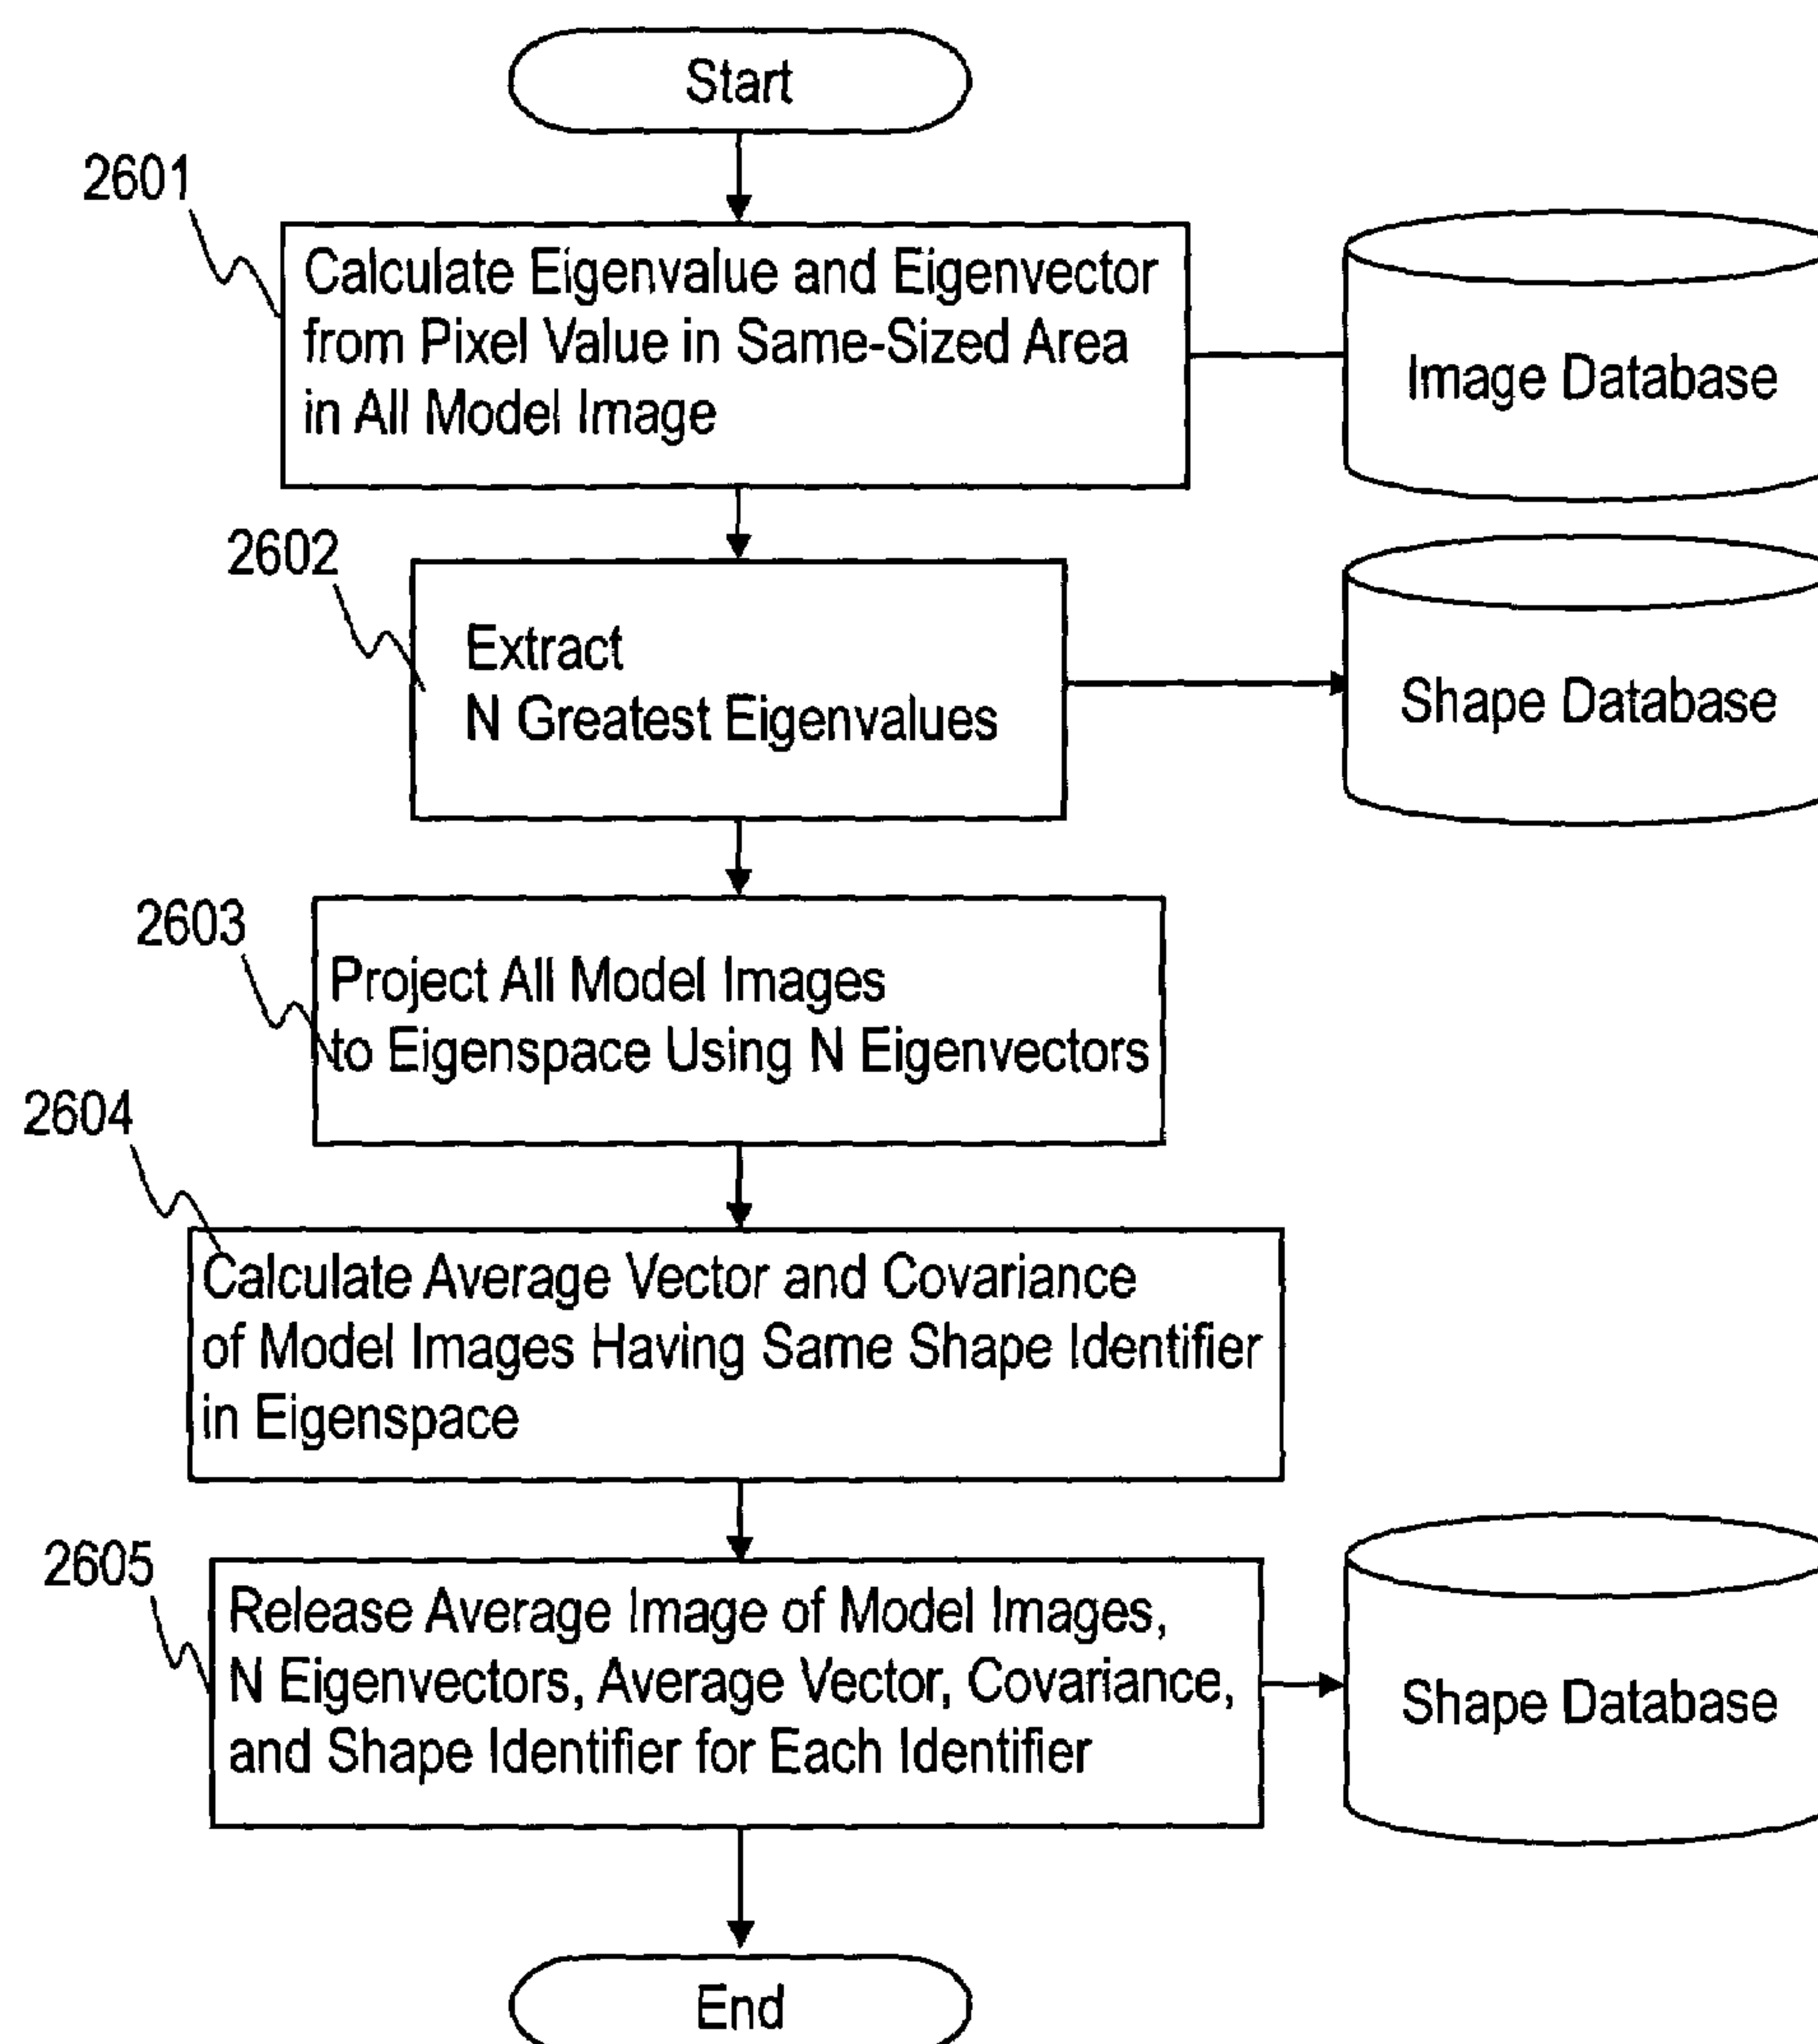 Start
2601
Calculate Eigenvalue and Eigenvector
from Pixel Value in Same-Sized Area
in All Model Image
Image Database
2602
Extract
N Greatest Eigenvalues
Shape Database
2603
Project All Model Images
to Eigenspace Using N Eigenvectors
2604
Calculate Average Vector and Covariance
of Model Images Having Same Shape Identifier
in Eigenspace
2605
Release Average Image of Model Images,
N Eigenvectors, Average Vector, Covariance,
and Shape Identifier for Each Identifier
Shape Database
End